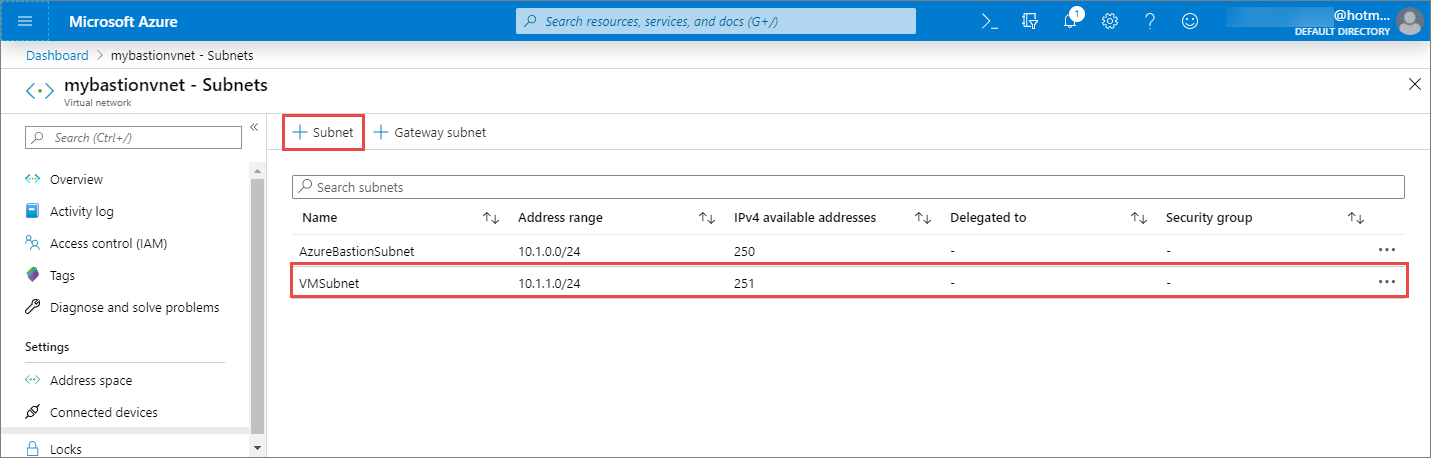 Microsoft Azure
Search resources, services, and docs (G+/)
1
@hotm...
DEFAULT DIRECTORY
Dashboard > mybastionvnet - Subnets
mybastionvnet - Subnets
Virtual network
Search (Ctrl+/)
Subnet
Gateway subnet
Overview
Activity log
Access control (IAM)
Tags
Diagnose and solve problems
Settings
Address space
Connected devices
Locks
Search subnets
Name Address range IPv4 available addresses Delegated to Security group
AzureBastionSubnet 10.1.0.0/24 250 - -
VMSubnet 10.1.1.0/24 251 - -